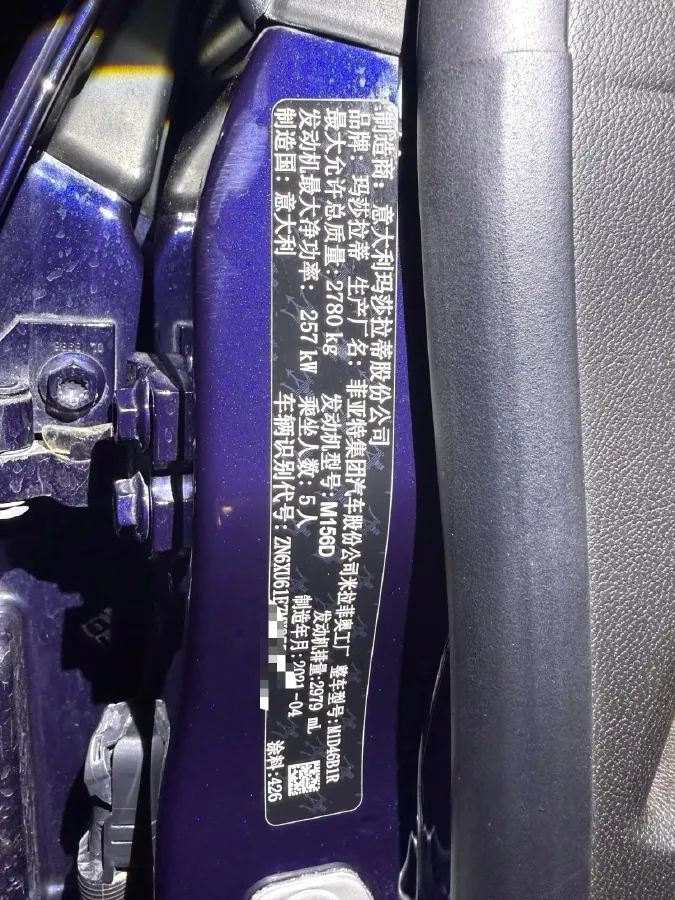 制造商：意大利玛莎拉蒂股份公司
品牌：玛莎拉蒂 生产厂名：菲亚特集团汽车股份公司米拉菲奥工厂 整车型号:M1D46B1R
最大允许总质量:2780 kg 发动机型号:M156D 发动机排量:2979 mL
发动机最大净功率：257 kW 乘坐人数:5人 制造年月:2021-04
制造国：意大利 车辆识别代号:ZN6XU61E 涂料:426